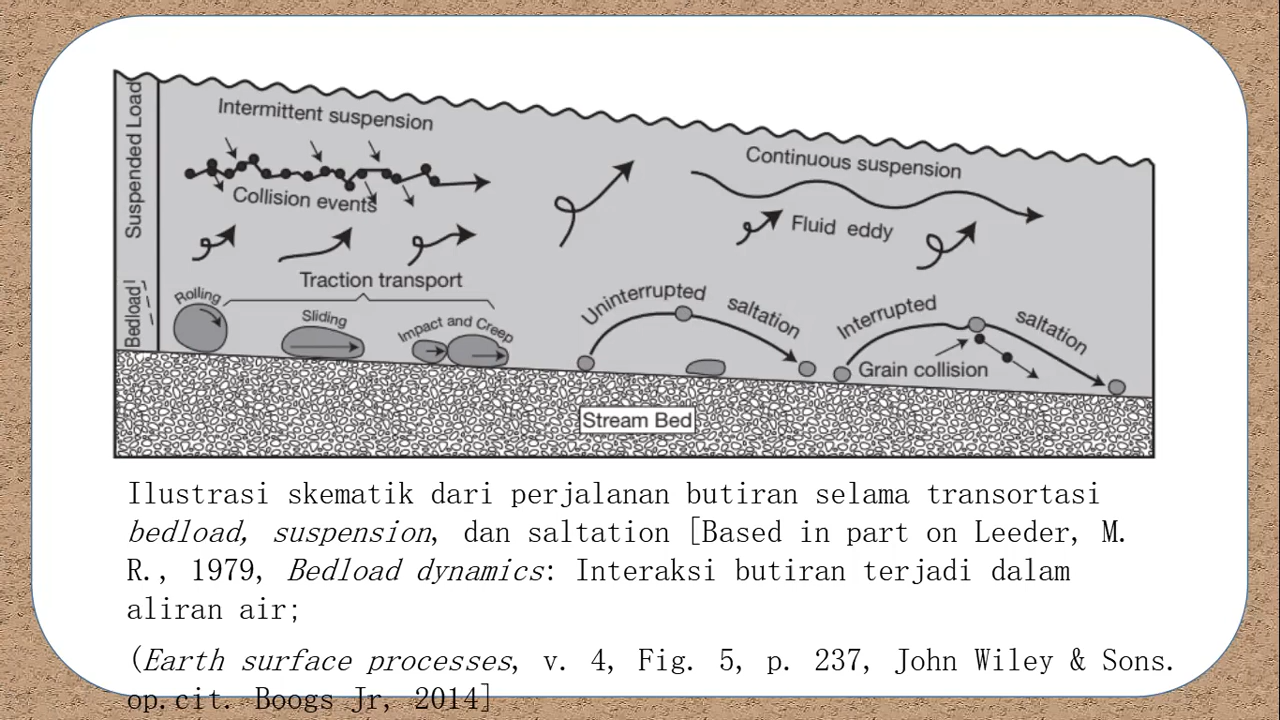 Suspended Load
Bedload
Intermittent suspension
Collision events
Continuous suspension
Fluid eddy
Traction transport
Rolling
Sliding
Impact and Creep
Uninterrupted saltation
Interrupted saltation
Grain collision
Stream Bed
Ilustrasi skematik dari perjalanan butiran selama transortasi
bedload, suspension, dan saltation [Based in part on Leeder, M.
R., 1979, Bedload dynamics: Interaksi butiran terjadi dalam
aliran air;
(Earth surface processes, v. 4, Fig. 5, p. 237, John Wiley & Sons.
op.cit. Boogs Jr, 2014]